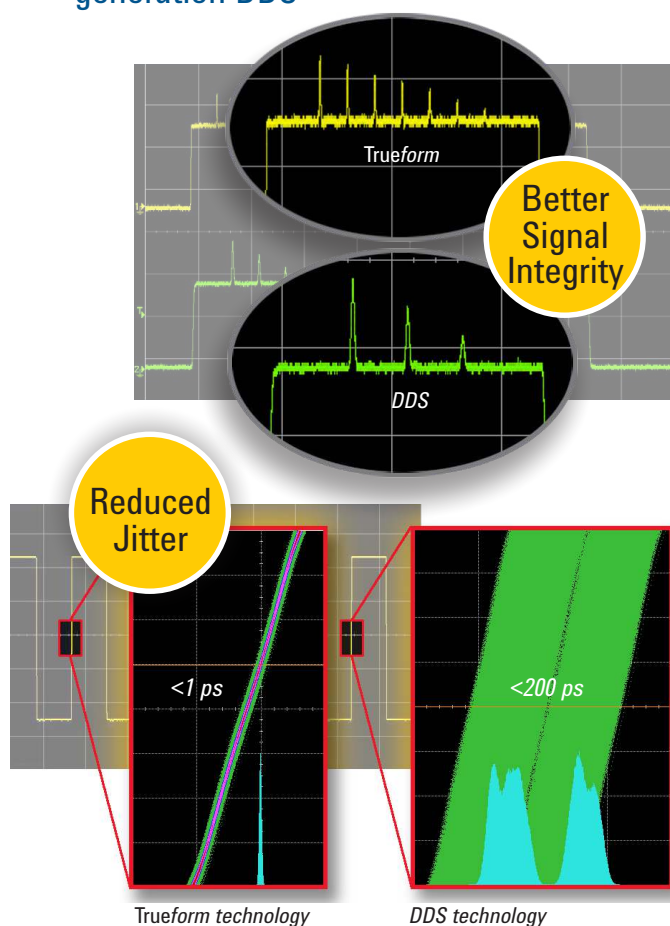 generation DDS
Trueform
Better
Signal
Integrity
DDS
Reduced
Jitter
<1 ps
<200 ps
Trueform technology
DDS technology